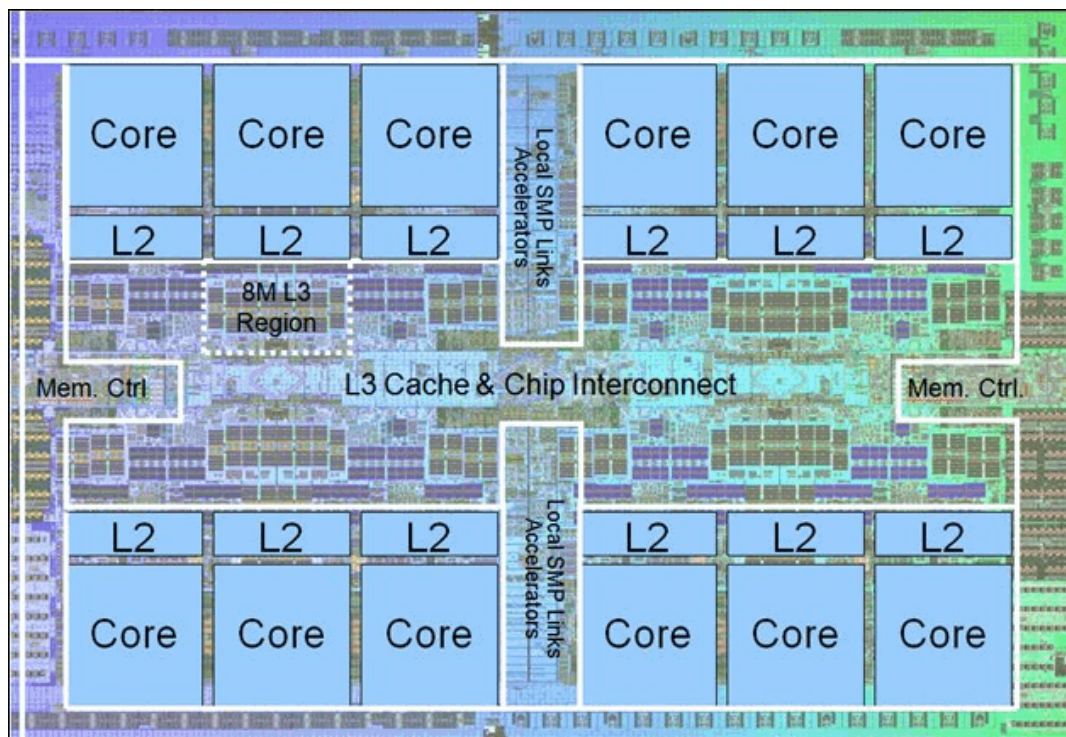 Core
Core
Core
Core
Core
Core
L2
L2
L2
L2
L2
L2
Local SMP Links
Accelerators
8M L3
Region
Mem. Ctrl
L3 Cache & Chip Interconnect
Mem. Ctrl.
Local SMP Links
Accelerators
L2
L2
L2
L2
L2
L2
Core
Core
Core
Core
Core
Core